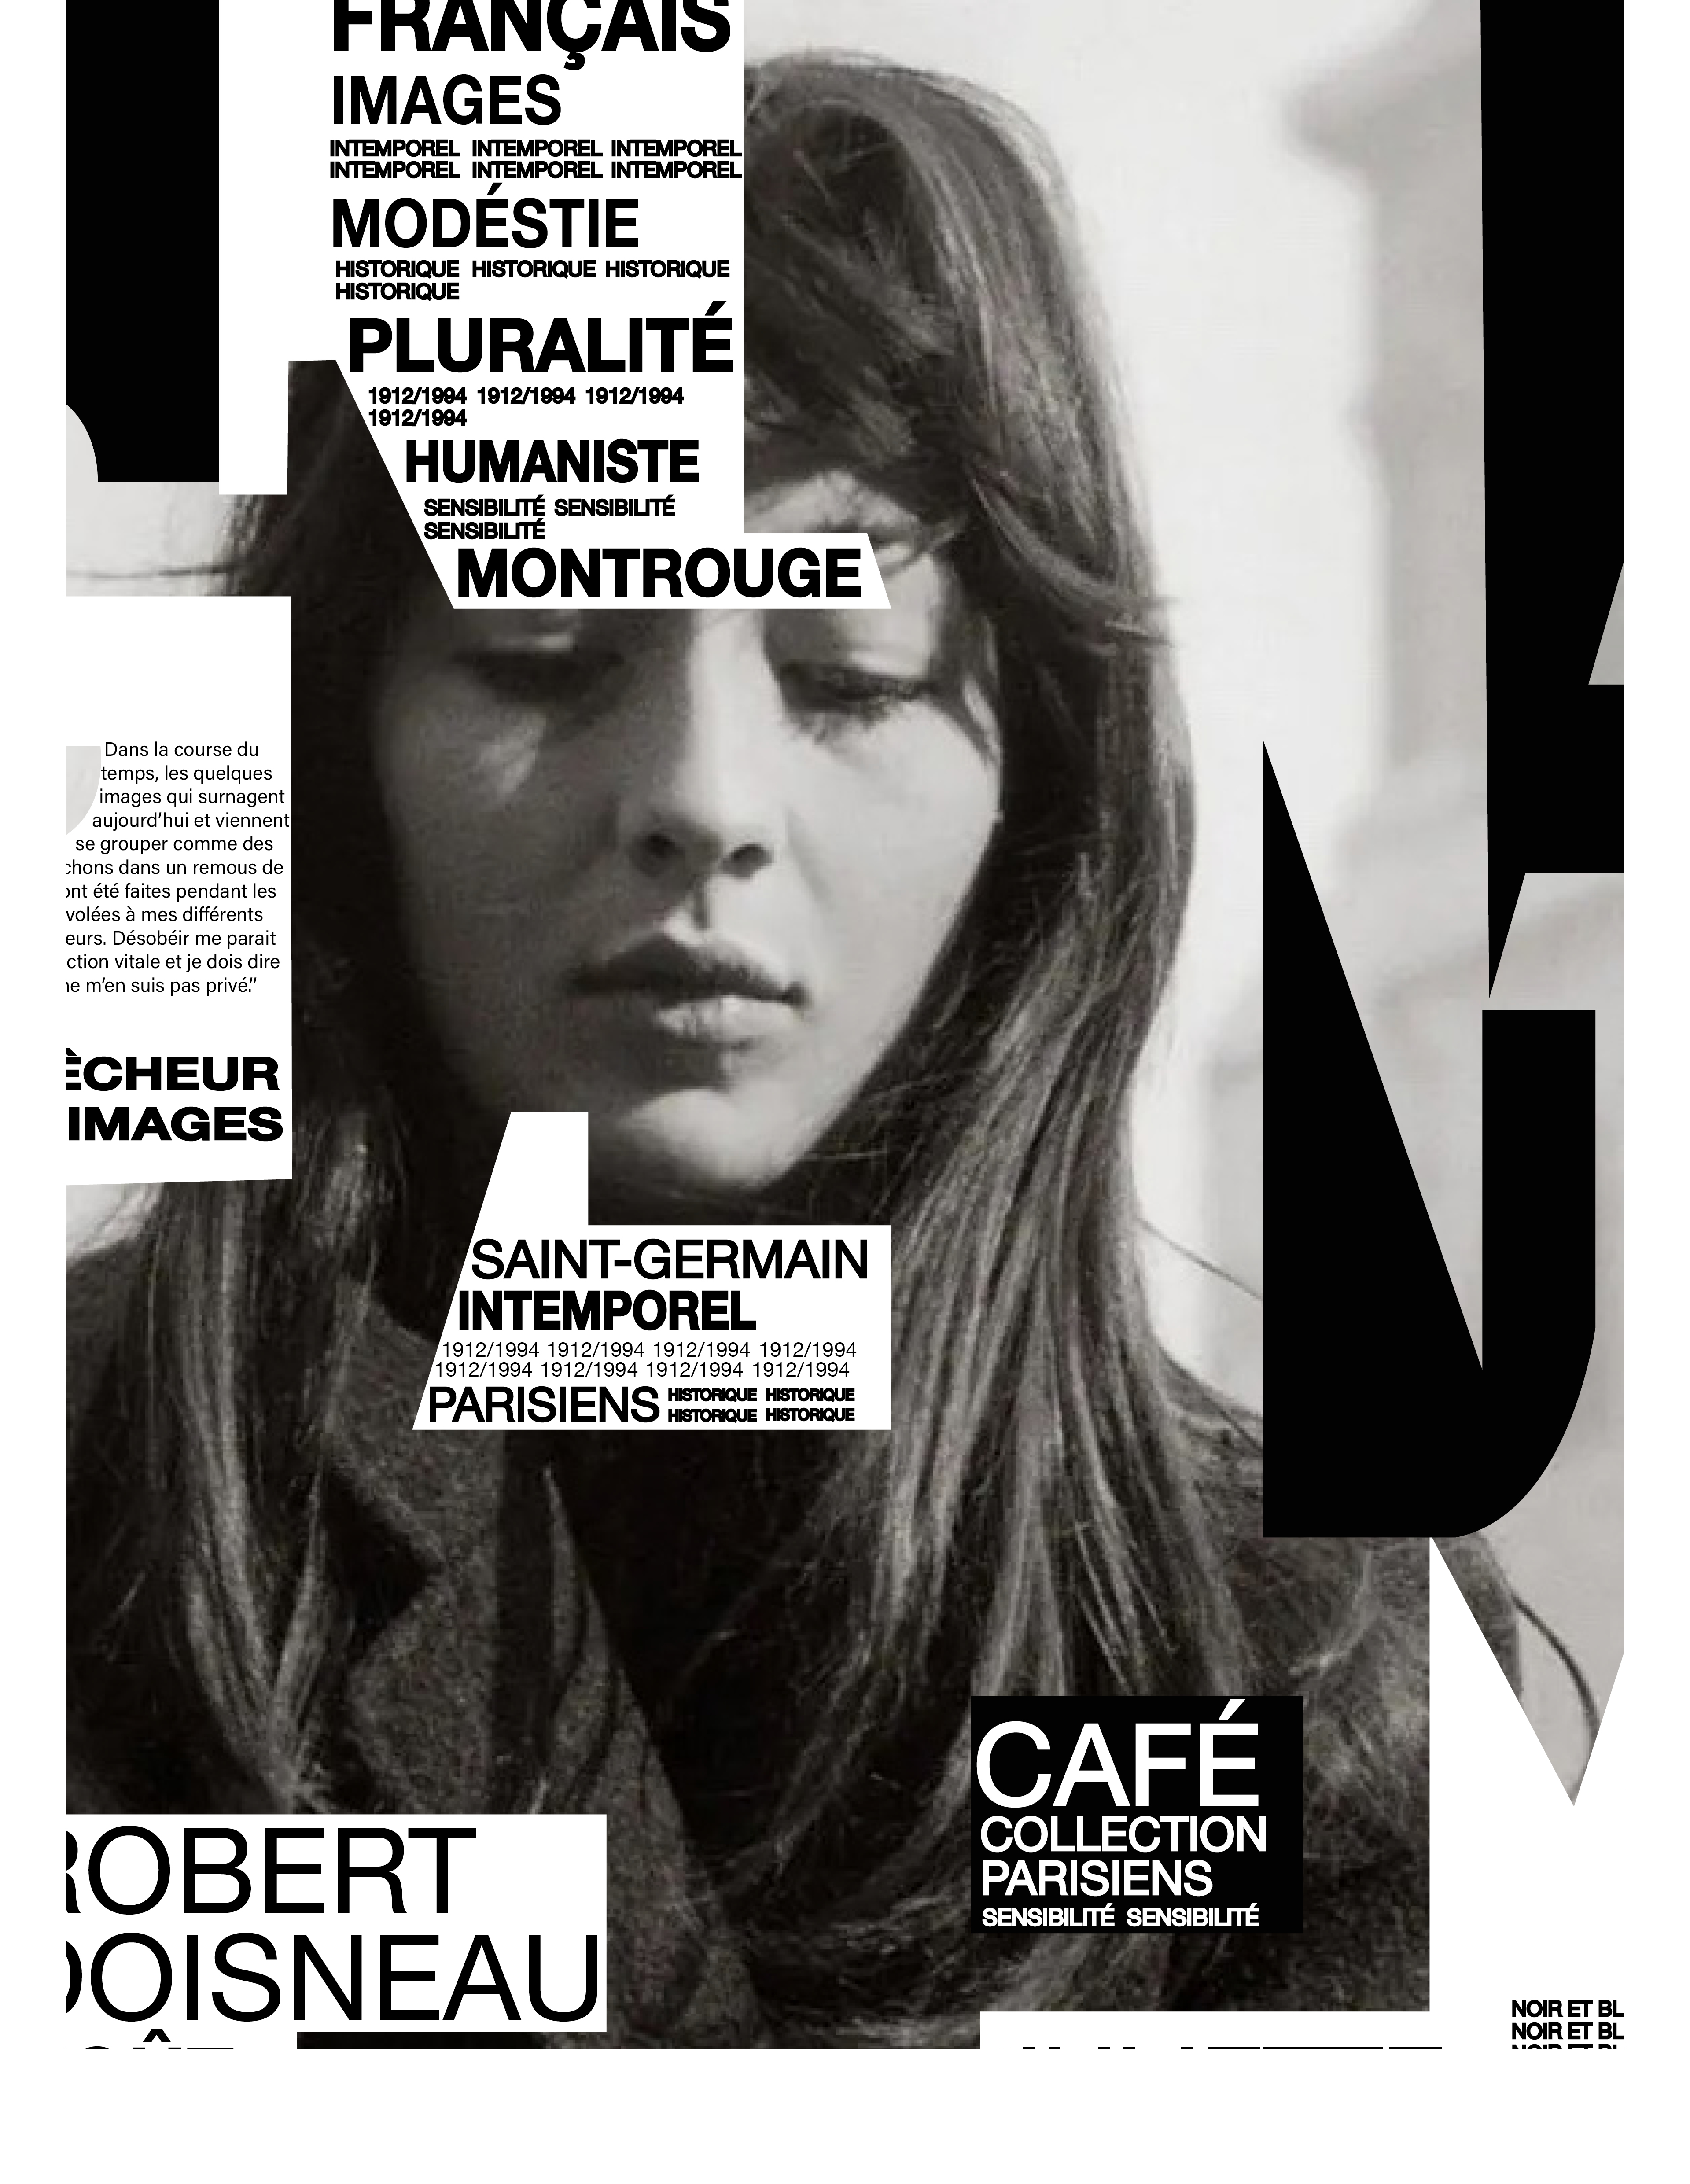 FRANÇAIS
IMAGES
INTEMPOREL INTEMPOREL INTEMPOREL
INTEMPOREL INTEMPOREL INTEMPOREL
MODÉSTIE
HISTORIQUE HISTORIQUE HISTORIQUE
HISTORIQUE
PLURALITÉ
1912/1994 1912/1994 1912/1994
1912/1994
HUMANISTE
SENSIBILITÉ SENSIBILITÉ
SENSIBILITÉ
MONTROUGE
Dans la course du
temps, les quelques
images qui surnagent
aujourd’hui et viennent
se grouper comme des
chons dans un remous de
ont été faites pendant les
volées à mes différents
eurs. Désobéir me parait
ction vitale et je dois dire
ne m’en suis pas privé.”
ÊCHEUR
IMAGES
SAINT-GERMAIN
INTEMPOREL
1912/1994 1912/1994 1912/1994 1912/1994
1912/1994 1912/1994 1912/1994 1912/1994
PARISIENS HISTORIQUE HISTORIQUE
HISTORIQUE HISTORIQUE
CAFÉ
COLLECTION
PARISIENS
SENSIBILITÉ SENSIBILITÉ
ROBERT
DOISNEAU
NOIR ET BL
NOIR ET BL